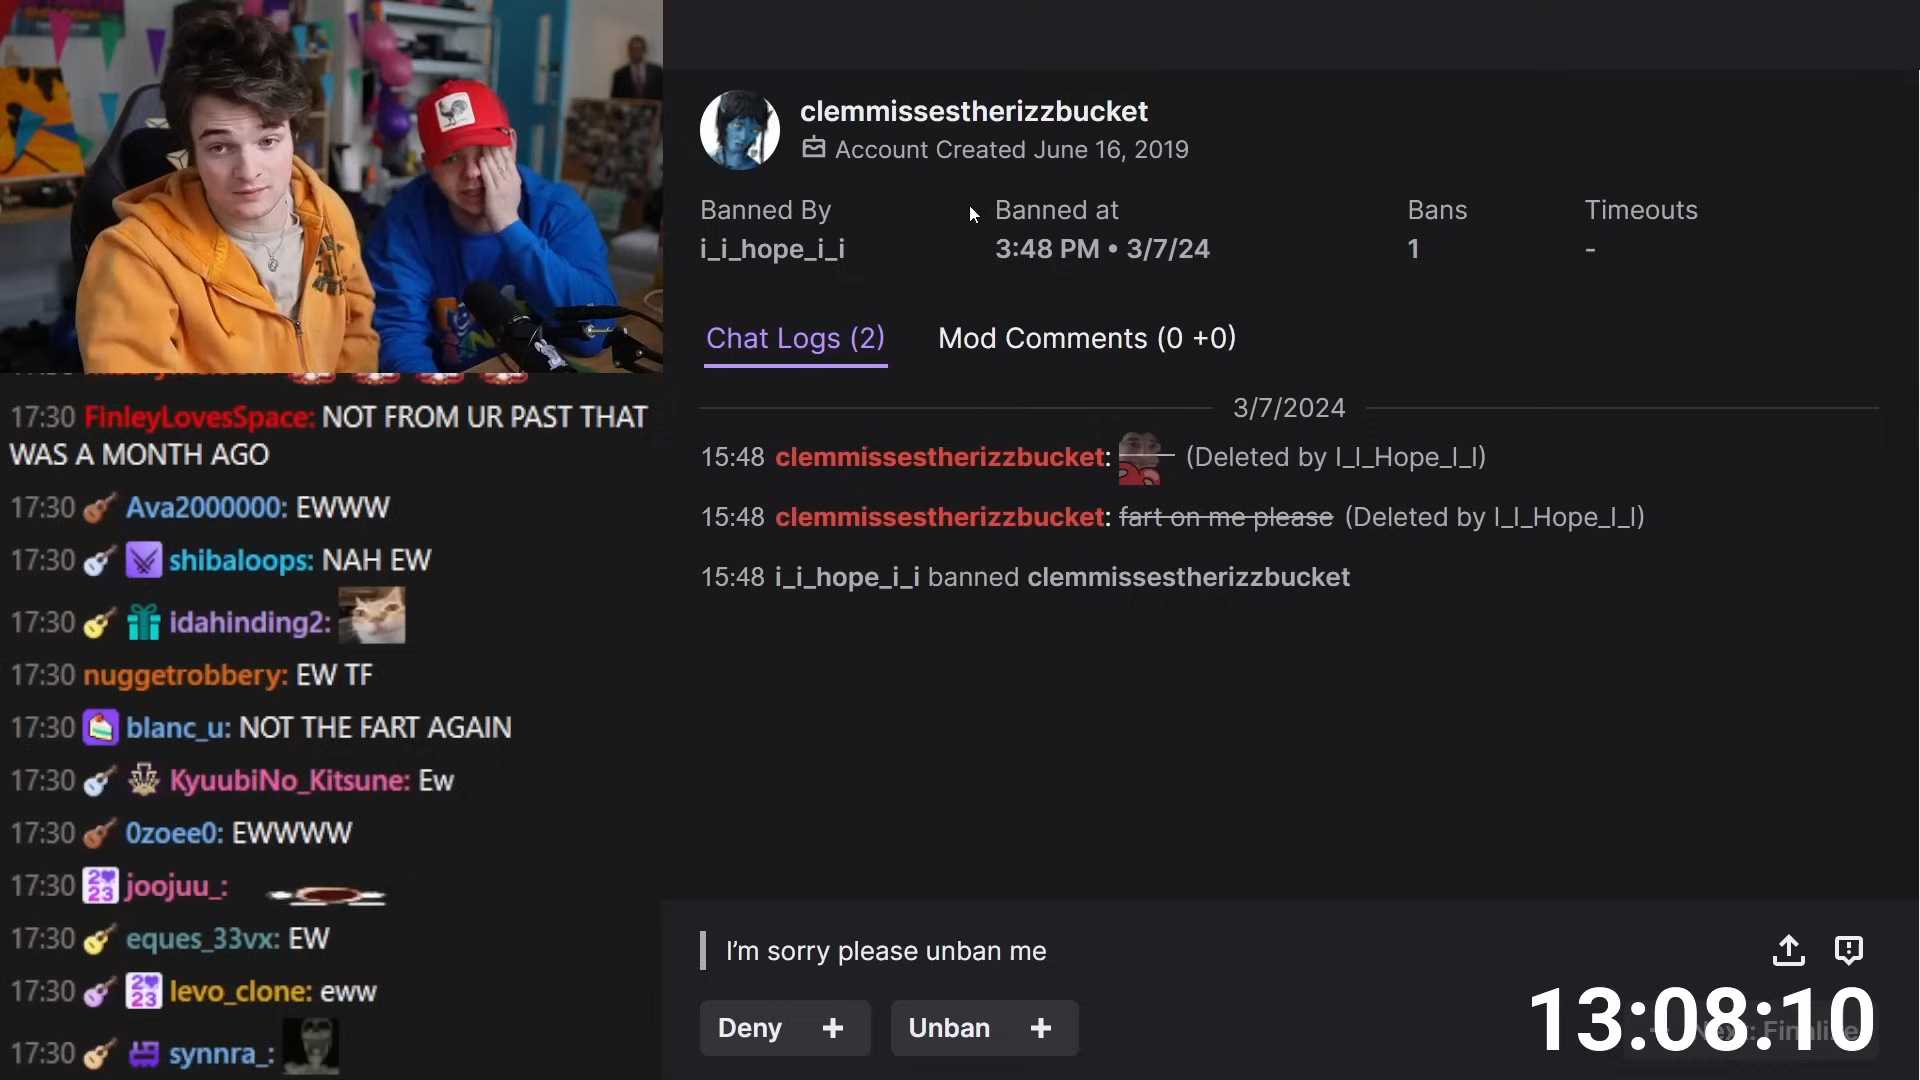 clemmissestherizzbucket
Account Created June 16, 2019
Banned By
Banned at
Bans
Timeouts
i_i_hope_i_i
3:48 PM • 3/7/24
1
-
Chat Logs (2)
Mod Comments (0 +0)
3/7/2024
15:48 clemmissestherizzbucket: (Deleted by I_I_Hope_I_I)
15:48 clemmissestherizzbucket: fart on me please (Deleted by I_I_Hope_I_I)
15:48 i_i_hope_i_i banned clemmissestherizzbucket
17:30 FinleyLovesSpace: NOT FROM UR PAST THAT
WAS A MONTH AGO
17:30 Ava2000000: EWWW
17:30 shibaloops: NAH EW
17:30 idahinding2:
17:30 nuggetrobbery: EW TF
17:30 blanc_u: NOT THE FART AGAIN
17:30 KyuubiNo_Kitsune: Ew
17:30 0zoee0: EWWWW
17:30 2 23 joojuu_:
17:30 eques_33vx: EW
17:30 2 23 levo_clone: eww
17:30 synnra_:
I'm sorry please unban me
Deny +
Unban +
13:08:10